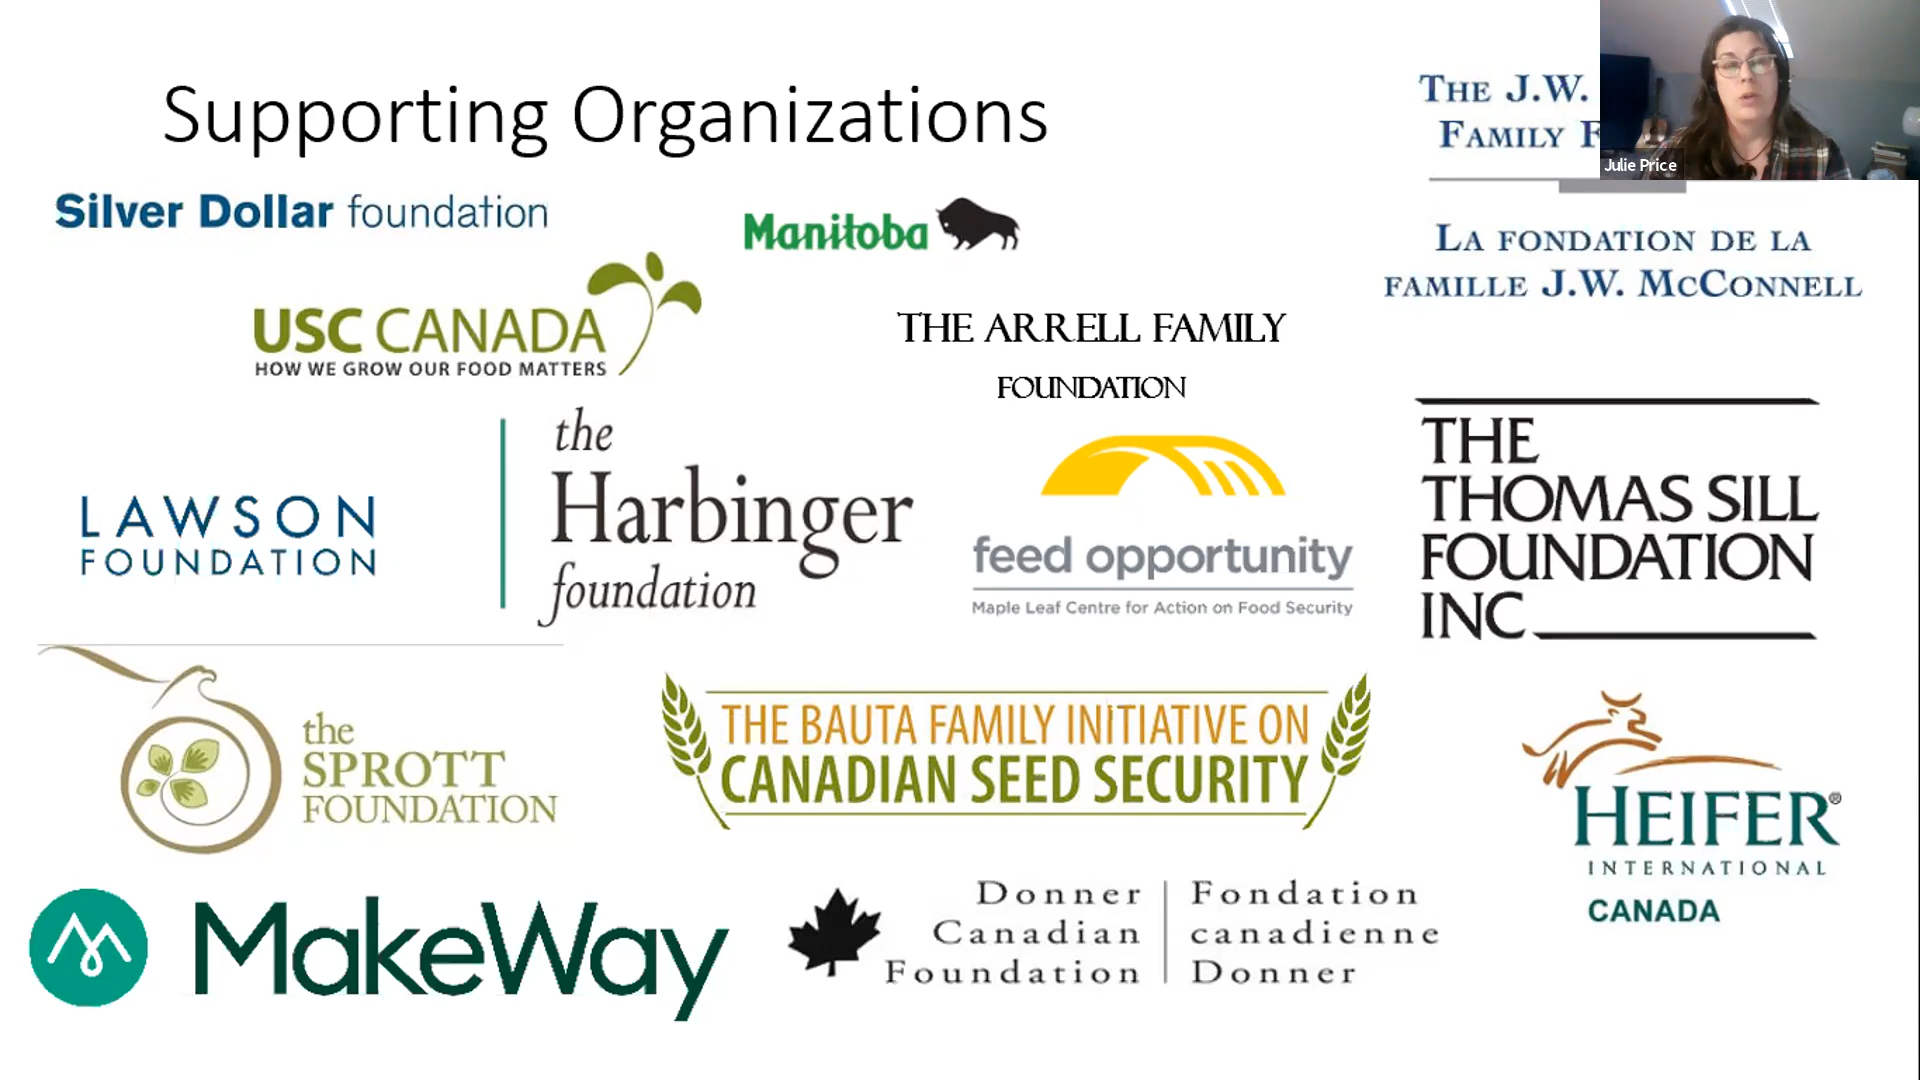 Supporting Organizations
THE J.W.
FAMILY
Julie Price
LA FONDATION DE LA
FAMILLE J.W. MCCONNELL
Silver Dollar foundation
Manitoba
USC CANADA
HOW WE GROW OUR FOOD MATTERS
THE ARRELL FAMILY
FOUNDATION
LAWSON
FOUNDATION
the
Harbinger
foundation
feed opportunity
Maple Leaf Centre for Action on Food Security
THE
THOMAS SILL
FOUNDATION
INC
the
SPROTT
FOUNDATION
THE BAUTA FAMILY INITIATIVE ON
CANADIAN SEED SECURITY
HEIFER®
INTERNATIONAL
CANADA
MakeWay
Donner
Canadian
Foundation
Fondation
canadienne
Donner